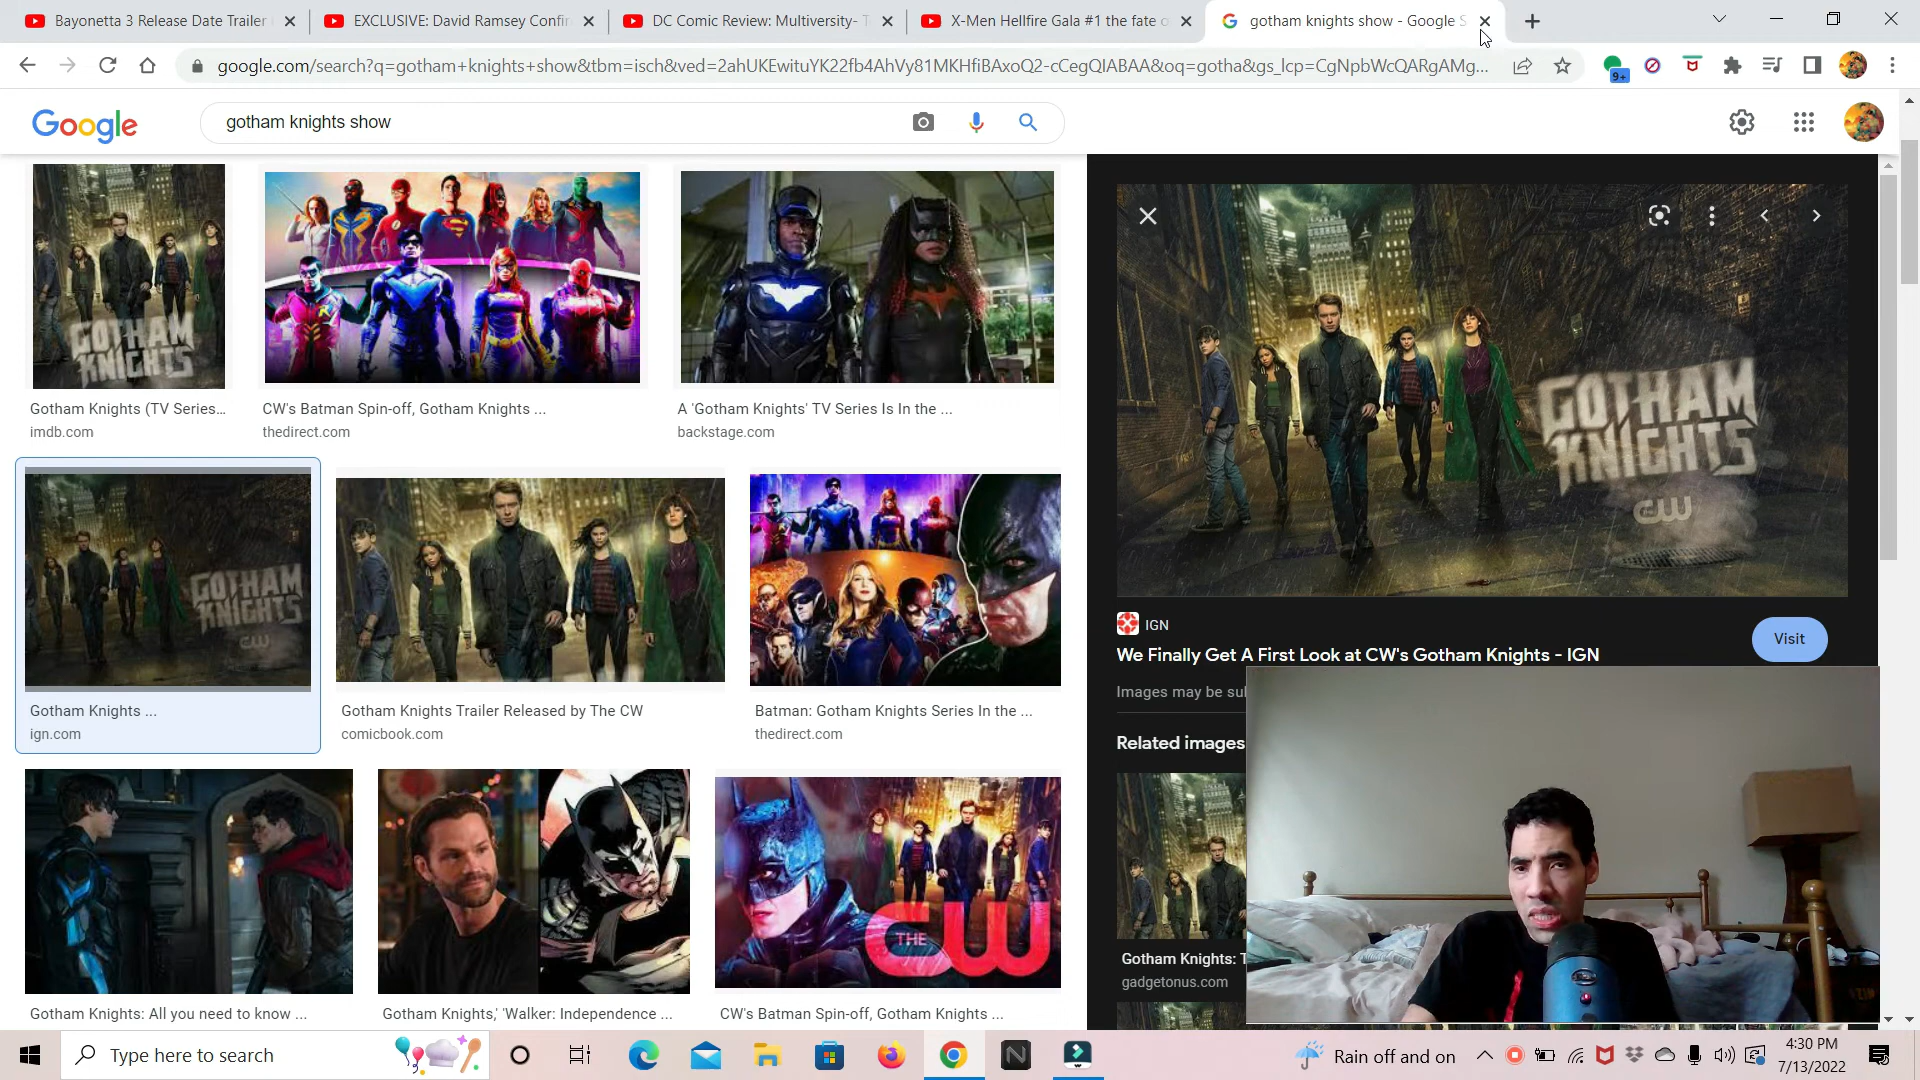 Bayonetta 3 Release Date Trailer
EXCLUSIVE: David Ramsey Confir
DC Comic Review: Multiversity- T
X-Men Hellfire Gala #1 the fate o
gotham knights show - Google S
google.com/search?q=gotham+knights+show&tbm=isch&ved=2ahUKEwituYK22fb4AhVy81MKHfiBAxoQ2-cCegQIABAA&oq=gotha&gs_lcp=CgNpbWcQARgAMg...
9+
Google
gotham knights show
GOTHAM
KNIGHTS
Gotham Knights (TV Series...
imdb.com
CW's Batman Spin-off, Gotham Knights ...
thedirect.com
A 'Gotham Knights' TV Series Is In the ...
backstage.com
GOTHAM
KNIGHTS
CW
Gotham Knights ...
ign.com
Gotham Knights Trailer Released by The CW
comicbook.com
Batman: Gotham Knights Series In the ...
thedirect.com
THE
CW
Gotham Knights: All you need to know ...
Gotham Knights,' 'Walker: Independence ...
CW's Batman Spin-off, Gotham Knights ...
GOTHAM
KNIGHTS
CW
IGN
We Finally Get A First Look at CW's Gotham Knights - IGN
Visit
Images may be su
Related images
Gotham Knights: T
gadgetonus.com
Type here to search
Rain off and on
4:30 PM
7/13/2022